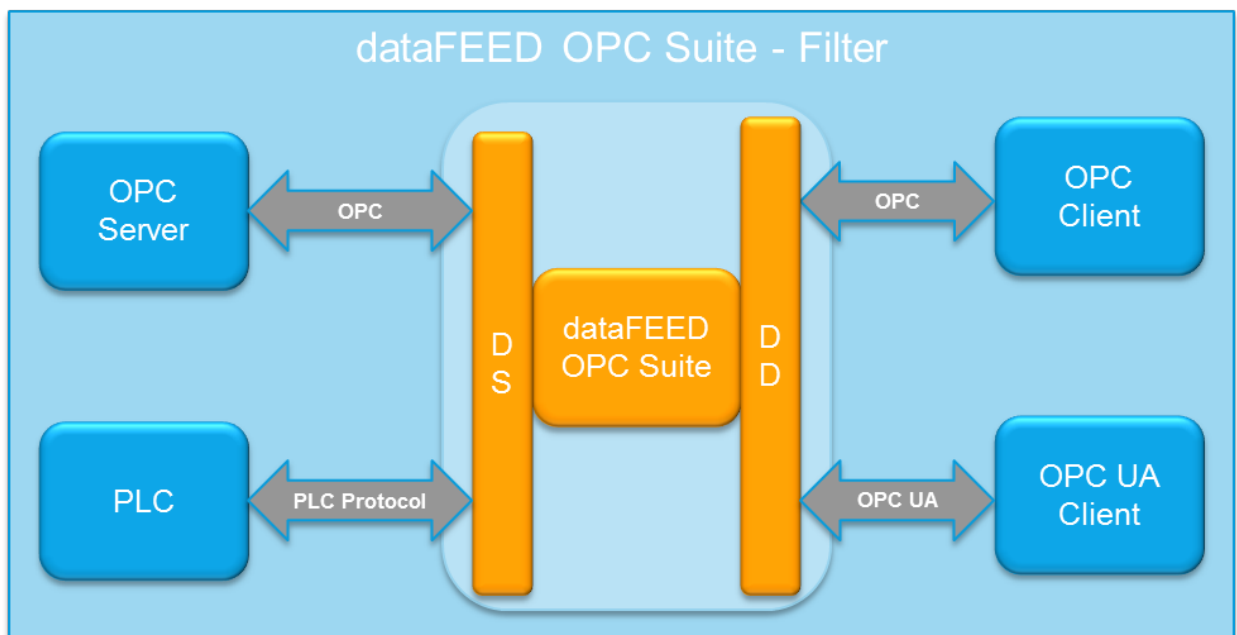 dataFEED OPC Suite - Filter
OPC
Server
OPC
D
S
dataFEED
OPC Suite
D
D
OPC
OPC
Client
PLC
PLC Protocol
OPC UA
OPC UA
Client